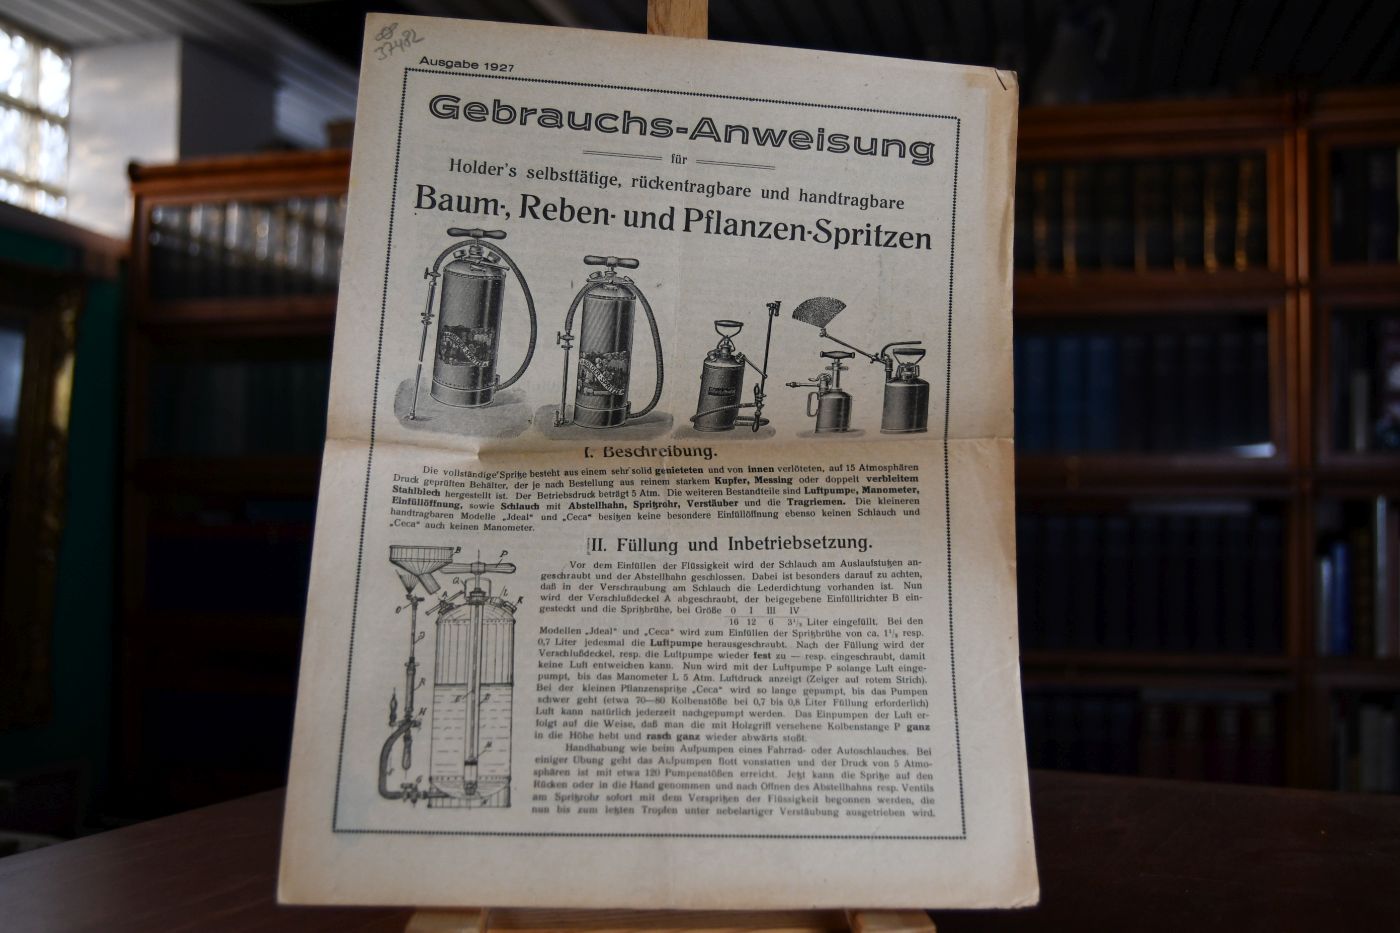 37482
Ausgabe 1927
Gebrauchs-Anweisung
für
Holder's selbsttätige, rückentragbare und handtragbare
Baum-, Reben- und Pflanzen-Spritzen
I. Beschreibung.
Die vollständige Spritze besteht aus einem sehr solid genieteten und von innen verlöteten, auf 15 Atmosphären
Druck geprüften Behälter, der je nach Bestellung aus reinem starkem Kupfer, Messing oder doppelt verbleitem
Stahlblech hergestellt ist. Der Betriebsdruck beträgt 5 Atm. Die weiteren Bestandteile sind Luftpumpe, Manometer,
Einfüllöffnung, sowie Schlauch mit Abstellhahn, Spritzrohr, Verstäuber und die Tragriemen. Die kleineren
handtragbaren Modelle „Jdeal" und „Ceca" besitzen keine besondere Einfüllöffnung ebenso keinen Schlauch und
„Ceca" auch keinen Manometer.
II. Füllung und Inbetriebsetzung.
Vor dem Einfüllen der Flüssigkeit wird der Schlauch am Auslaufstutzen an-
geschraubt und der Abstellhahn geschlossen. Dabei ist besonders darauf zu achten,
daß in der Verschraubung am Schlauch die Lederdichtung vorhanden ist. Nun
wird der Verschlußdeckel A abgeschraubt, der beigegebene Einfülltrichter B ein-
gesteckt und die Spritzbrühe, bei Größe 0 I III IV
16 12 6 3½ Liter eingefüllt. Bei den
Modellen „Jdeal" und „Ceca" wird zum Einfüllen der Spritzbrühe von ca. 1½ resp.
0,7 Liter jedesmal die Luftpumpe herausgeschraubt. Nach der Füllung wird der
Verschlußdeckel, resp. die Luftpumpe wieder fest zu — resp. eingeschraubt, damit
keine Luft entweichen kann. Nun wird mit der Luftpumpe P solange Luft einge-
pumpt, bis das Manometer L 5 Atm. Luftdruck anzeigt (Zeiger auf rotem Strich).
Bei der kleinen Pflanzenspritze „Ceca" wird so lange gepumpt, bis das Pumpen
schwer geht (etwa 70—80 Kolbenstöße bei 0,7 bis 0,8 Liter Füllung erforderlich)
Luft kann natürlich jederzeit nachgepumpt werden. Das Einpumpen der Luft er-
folgt auf die Weise, daß man die mit Holzgriff versehene Kolbenstange P ganz
in die Höhe hebt und rasch ganz wieder abwärts stoßt.
Handhabung wie beim Aufpumpen eines Fahrrad- oder Autoschlauches. Bei
einiger Übung geht das Aufpumpen flott vonstatten und der Druck von 5 Atmo-
sphären ist mit etwa 120 Pumpenstößen erreicht. Jetzt kann die Spritze auf den
Rücken oder in die Hand genommen und nach Öffnen des Abstellhahns resp. Ventils
am Spritzrohr sofort mit dem Verspritzen der Flüssigkeit begonnen werden, die
nun bis zum letzten Tropfen unter nebelartiger Verstäubung ausgetrieben wird.